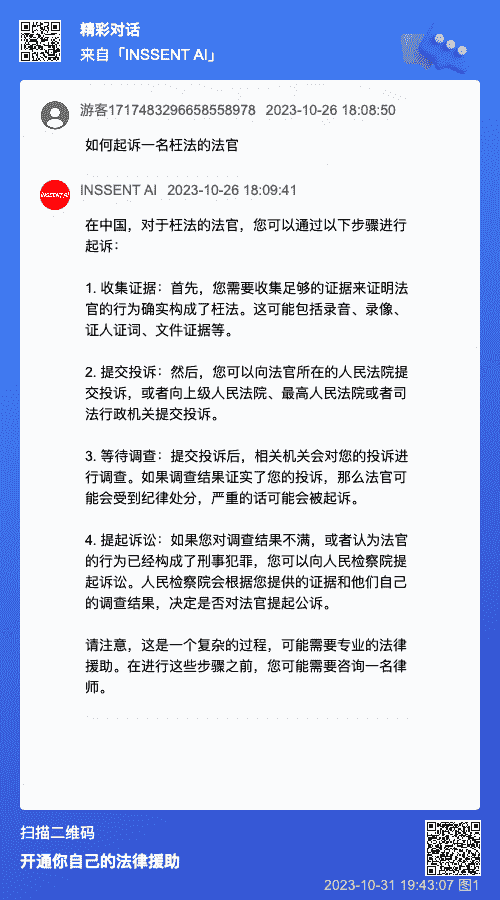 精彩对话
来自「INSSENT AI」
游客1717483296658558978 2023-10-26 18:08:50
如何起诉一名枉法的法官
INSSENT AI
INSSENT AI 2023-10-26 18:09:41
在中国，对于枉法的法官，您可以通过以下步骤进行
起诉：
1. 收集证据：首先，您需要收集足够的证据来证明法
官的行为确实构成了枉法。这可能包括录音、录像、
证人证词、文件证据等。
2. 提交投诉：然后，您可以向法官所在的人民法院提
交投诉，或者向上级人民法院、最高人民法院或者司
法行政机关提交投诉。
3. 等待调查：提交投诉后，相关机关会对您的投诉进
行调查。如果调查结果证实了您的投诉，那么法官可
能会受到纪律处分，严重的话可能会被起诉。
4. 提起诉讼：如果您对调查结果不满，或者认为法官
的行为已经构成了刑事犯罪，您可以向人民检察院提
起诉讼。人民检察院会根据您提供的证据和他们自己
的调查结果，决定是否对法官提起公诉。
请注意，这是一个复杂的过程，可能需要专业的法律
援助。在进行这些步骤之前，您可能需要咨询一名律
师。
扫描二维码
开通你自己的法律援助
2023-10-31 19:43:07 图1